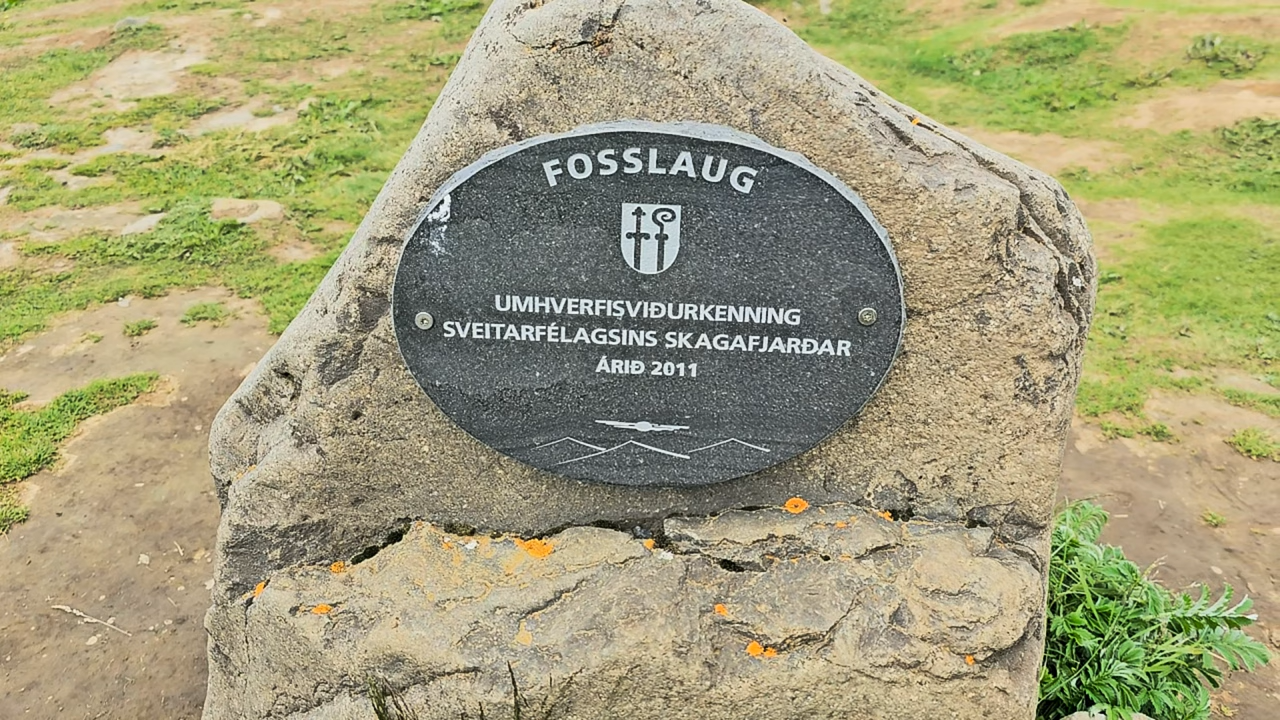 FOSSLAUG
UMHVERFISVIÐURKENNING
SVEITARFÉLAGSINS SKAGAFJARÐAR
ÁRIÐ 2011